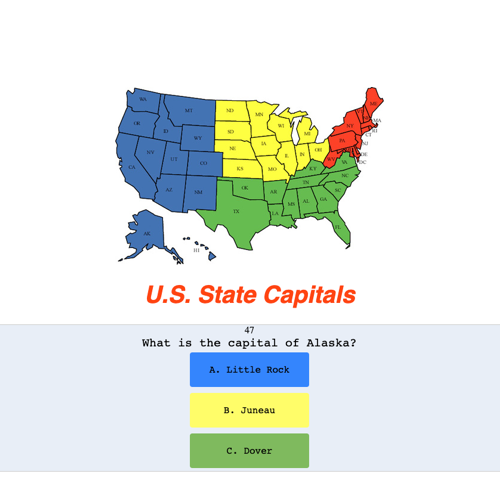 WA
MT
ND
MN
ME
OR
ID
SD
WI
MI
NY
MA
RI
CT
WY
NE
IA
PA
NJ
NV
UT
CO
KS
IL
IN
OH
WV
DE
DC
CA
MO
KY
VA
AZ
NM
OK
AR
TN
NC
SC
TX
LA
MS
AL
GA
FL
AK
HI
U.S. State Capitals
47
What is the capital of Alaska?
A. Little Rock
B. Juneau
C. Dover